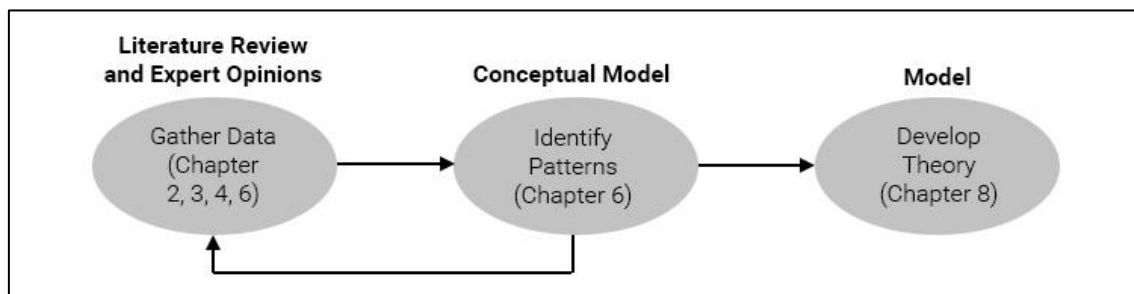 Literature Review
and Expert Opinions
Conceptual Model
Model
Gather Data
(Chapter
2, 3, 4, 6)
Identify
Patterns
(Chapter 6)
Develop
Theory
(Chapter 8)